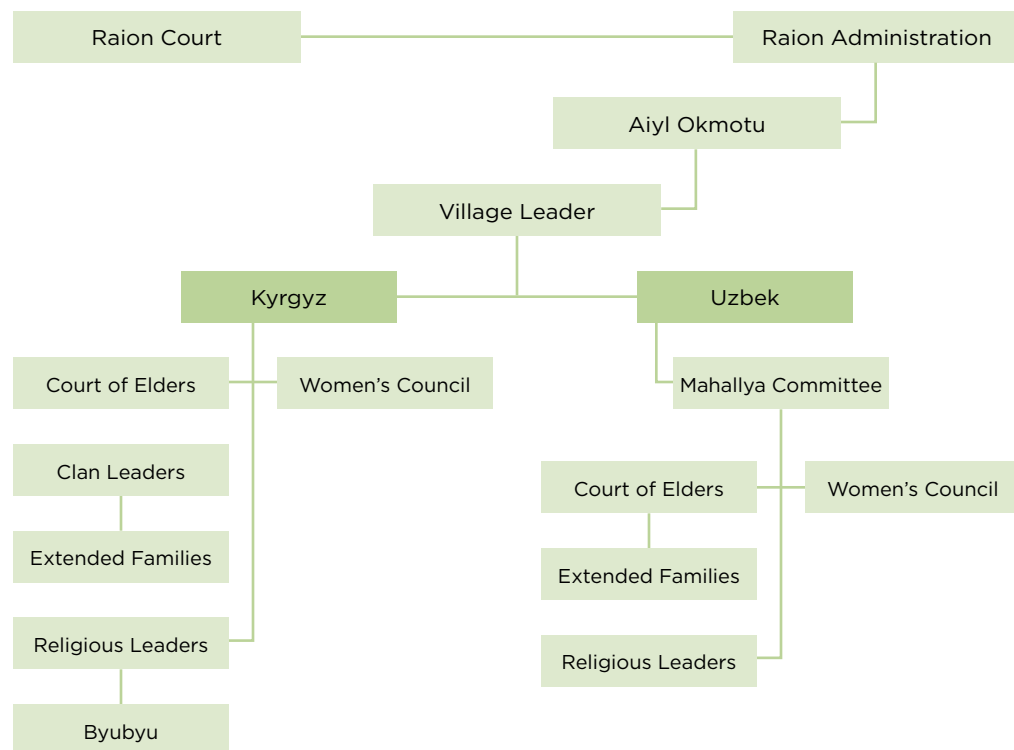 Raion Court
Raion Administration
Aiyl Okmotu
Village Leader
Kyrgyz
Uzbek
Court of Elders
Women’s Council
Mahallya Committee
Clan Leaders
Court of Elders
Women’s Council
Extended Families
Extended Families
Religious Leaders
Religious Leaders
Byubyu